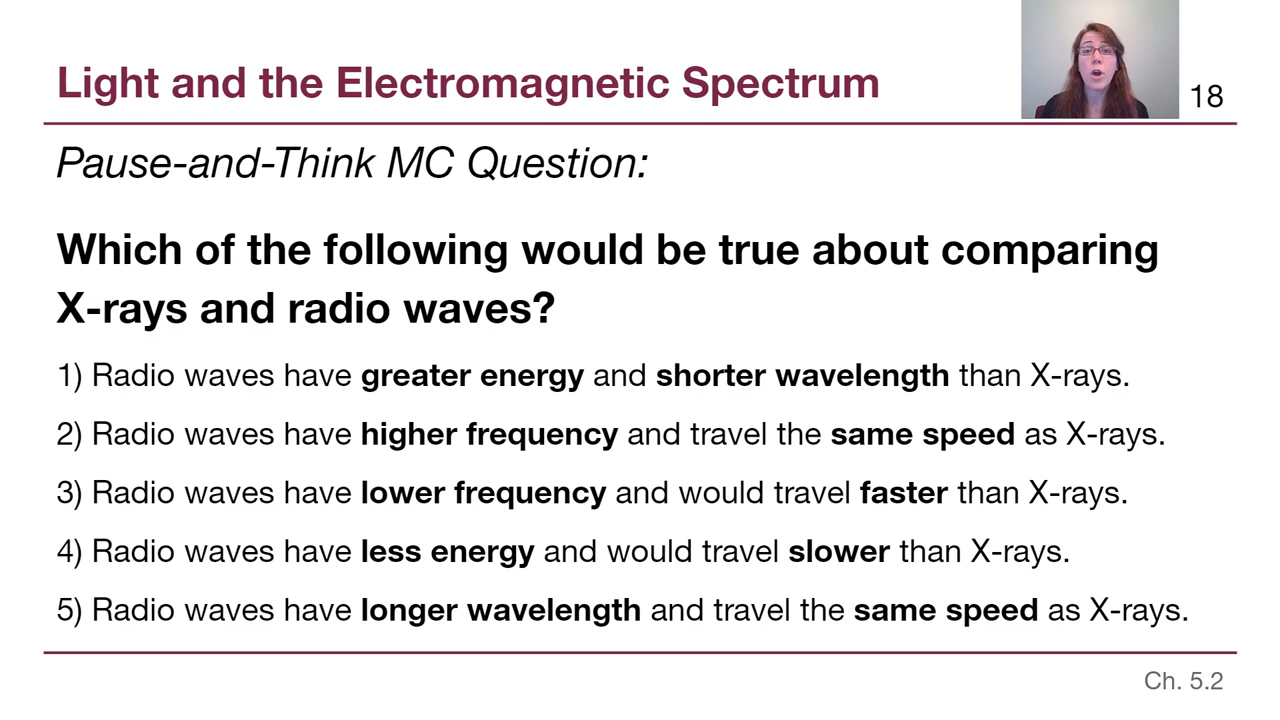 Light and the Electromagnetic Spectrum
18
Pause-and-Think MC Question:
Which of the following would be true about comparing
X-rays and radio waves?
1) Radio waves have greater energy and shorter wavelength than X-rays.
2) Radio waves have higher frequency and travel the same speed as X-rays.
3) Radio waves have lower frequency and would travel faster than X-rays.
4) Radio waves have less energy and would travel slower than X-rays.
5) Radio waves have longer wavelength and travel the same speed as X-rays.
Ch. 5.2